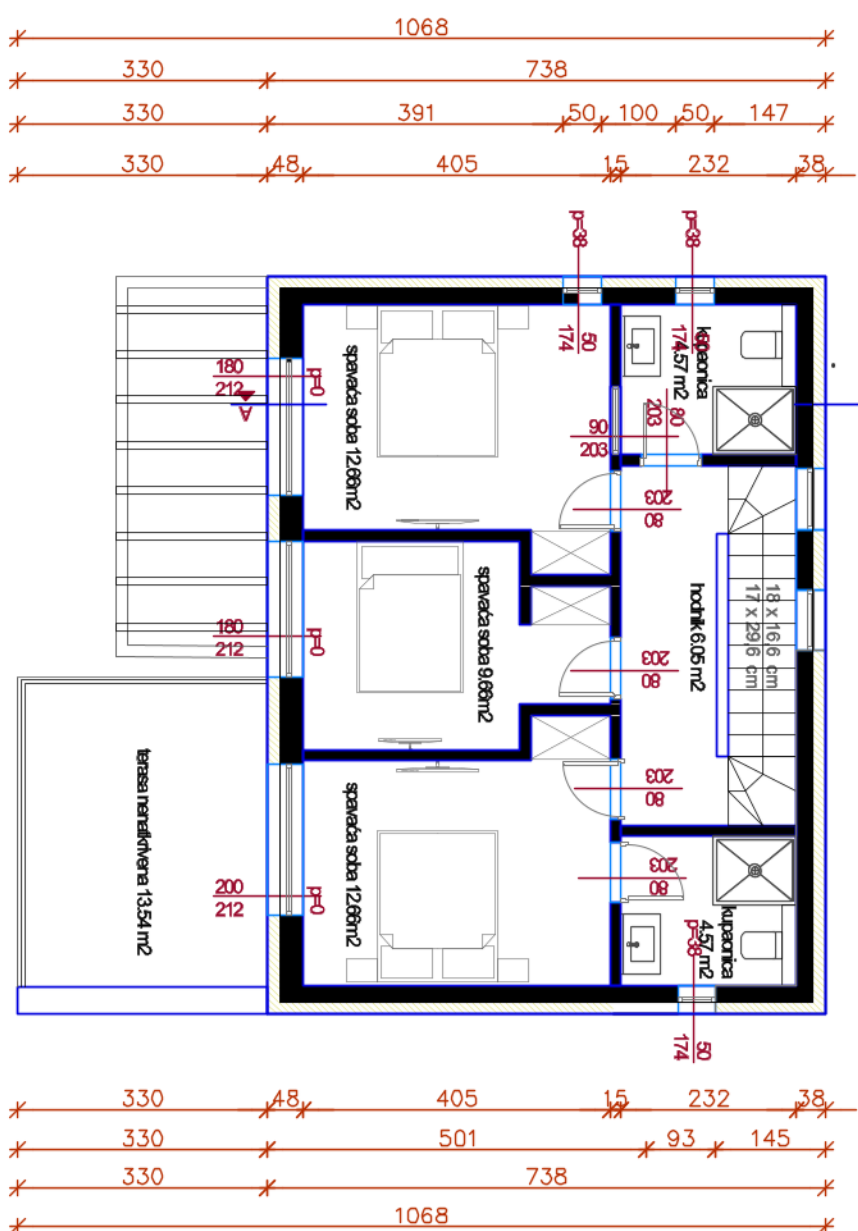 1068
330 738
330 391 50 100 50 147
330 48 405 15 232 38
p=38
p=38
50
174
50
174
kupaonica
4.57 m2
180
212
p=0
A
spavaća soba 12.66m2
90
203
80
203
203
80
180
212
p=0
spavaća soba 9.66m2
203
80
hodnik 6.05 m2
18 x 16,6 cm
17 x 29,6 cm
203
80
terasa nenatkrivena 13.54 m2
200
212
p=0
spavaća soba 12.66m2
203
80
kupaonica
4.57 m2
p=38
50
174
330 48 405 15 232 38
330 501 93 145
330 738
1068